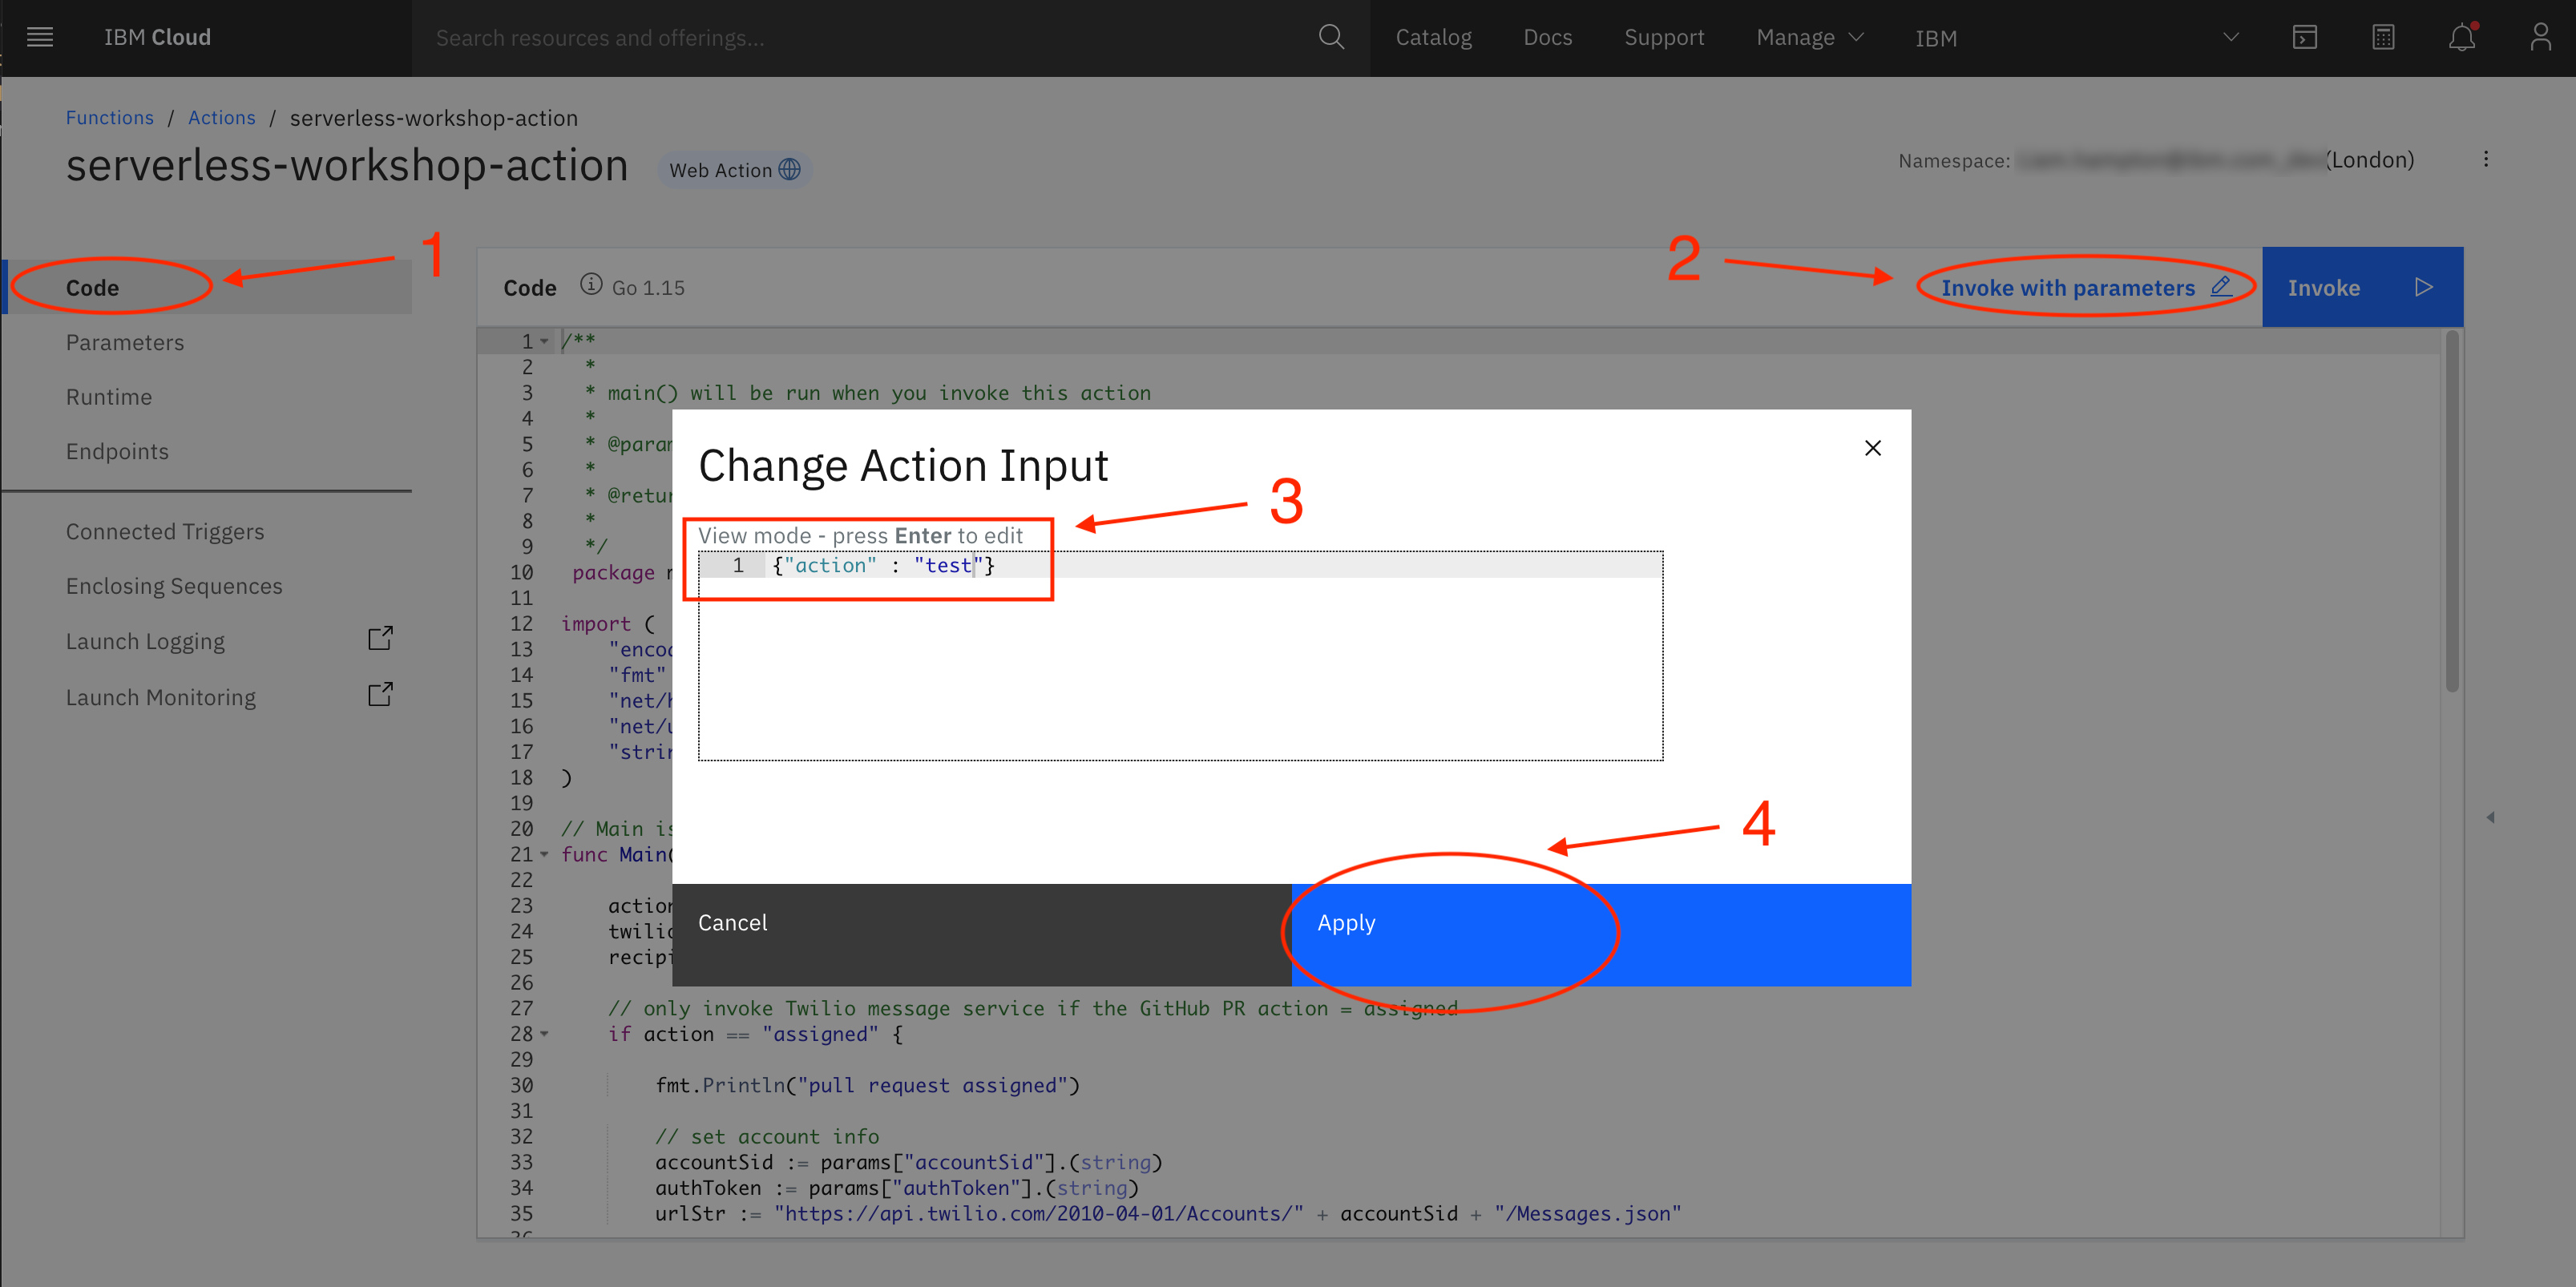 IBM Cloud
Search resources and offerings...
Catalog
Docs
Support
Manage
IBM
Functions / Actions / serverless-workshop-action
serverless-workshop-action
Web Action
Namespace:
(London)
1
2
Code
Parameters
Runtime
Endpoints
Connected Triggers
Enclosing Sequences
Launch Logging
Launch Monitoring
Code
Go 1.15
Invoke with parameters
Invoke
1 /**
2 *
3 * main() will be run when you invoke this action
4 *
5 * @param
6 *
7 *
8 *
9 */
10 package
11
12 import (
13
14 "fmt"
15
16
17
18 )
19
20 // Main is
21 func Main(
22
23 action
24
25
26
27 // only invoke Twilio message service if the GitHub PR action = assigned
28 if action == "assigned" {
29
30 fmt.Println("pull request assigned")
31
32 // set account info
33 accountSid := params["accountSid"].(string)
34 authToken := params["authToken"].(string)
35 urlStr := "https://api.twilio.com/2010-04-01/Accounts/" + accountSid + "/Messages.json"
Change Action Input
3
View mode - press Enter to edit
1 {"action" : "test"}
4
Cancel
Apply